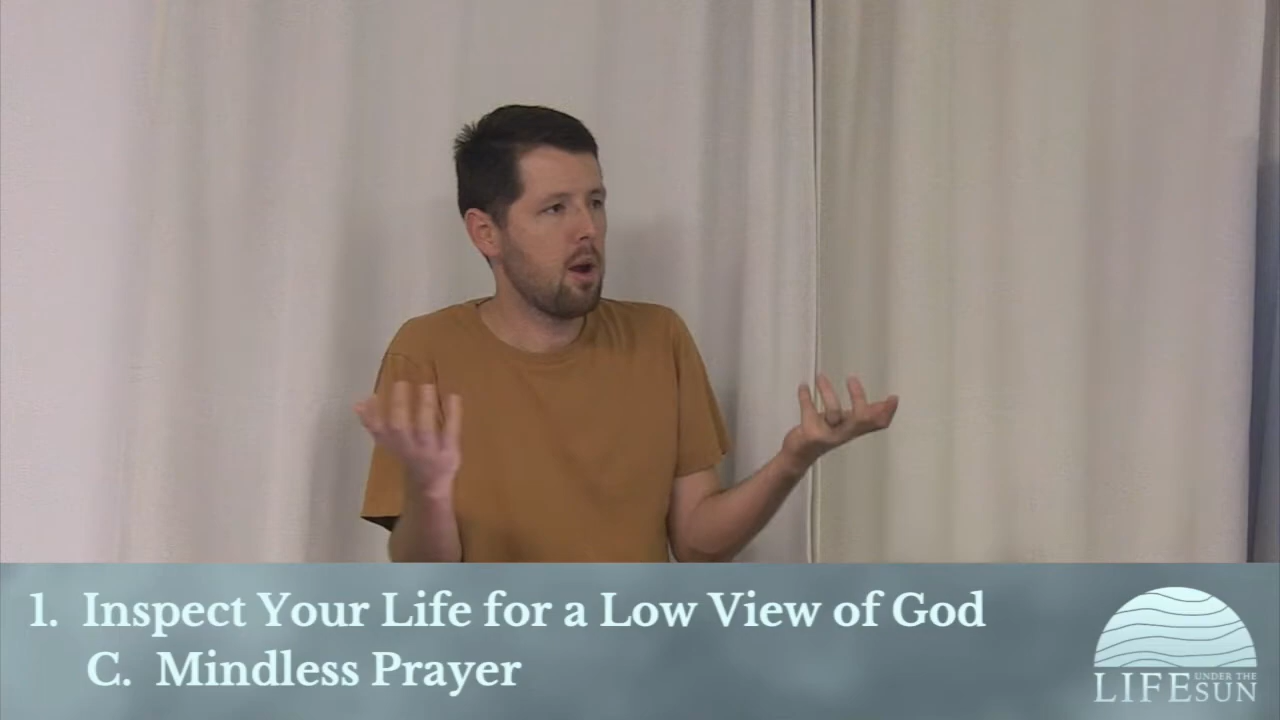 1. Inspect Your Life for a Low View of God
C. Mindless Prayer
LIFE UNDER THE SUN